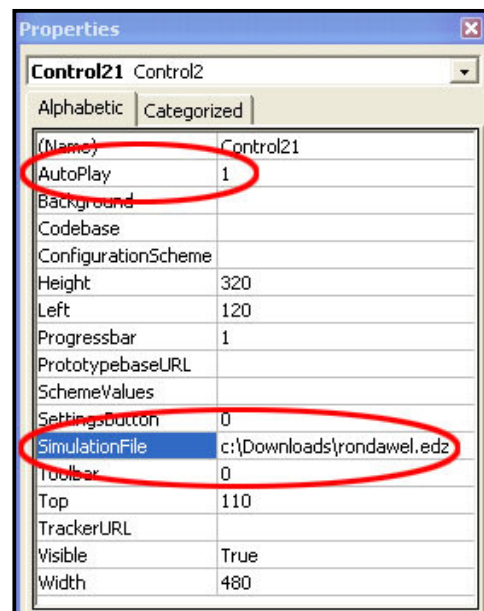 Properties
Control21 Control2
Alphabetic Categorized
(Name) Control21
AutoPlay 1
Background
Codebase
ConfigurationScheme
Height 320
Left 120
Progressbar 1
PrototypebaseURL
SchemeValues
SettingsButton 0
SimulationFile c:\Downloads\rondawel.edz
Toolbar 0
Top 110
TrackerURL
Visible True
Width 480